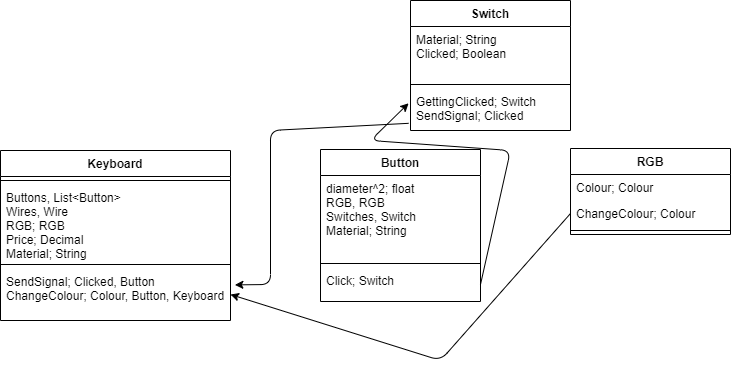 Switch
Material; String
Clicked; Boolean
GettingClicked; Switch
SendSignal; Clicked
Keyboard
Buttons, List<Button>
Wires, Wire
RGB; RGB
Price; Decimal
Material; String
SendSignal; Clicked, Button
ChangeColour; Colour, Button, Keyboard
Button
diameter^2; float
RGB, RGB
Switches, Switch
Material; String
Click; Switch
RGB
Colour; Colour
ChangeColour; Colour